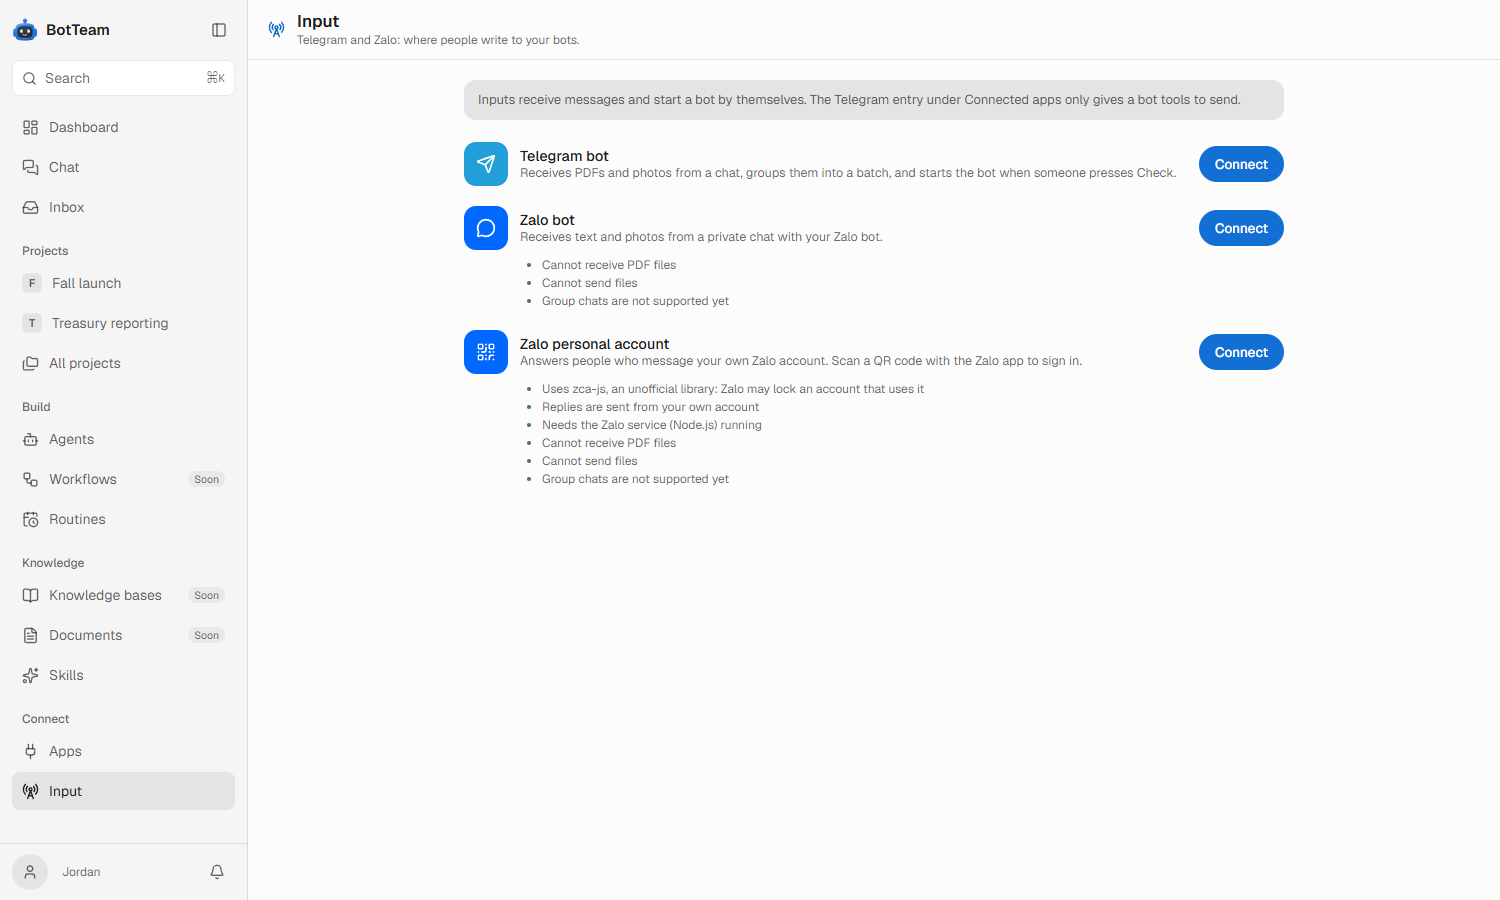 BotTeam
Search ⌘K
Dashboard
Chat
Inbox
Projects
F Fall launch
T Treasury reporting
All projects
Build
Agents
Workflows Soon
Routines
Knowledge
Knowledge bases Soon
Documents Soon
Skills
Connect
Apps
Input
Jordan
Input
Telegram and Zalo: where people write to your bots.
Inputs receive messages and start a bot by themselves. The Telegram entry under Connected apps only gives a bot tools to send.
Telegram bot
Receives PDFs and photos from a chat, groups them into a batch, and starts the bot when someone presses Check.
Connect
Zalo bot
Receives text and photos from a private chat with your Zalo bot.
Connect
• Cannot receive PDF files
• Cannot send files
• Group chats are not supported yet
Zalo personal account
Answers people who message your own Zalo account. Scan a QR code with the Zalo app to sign in.
Connect
• Uses zca-js, an unofficial library: Zalo may lock an account that uses it
• Replies are sent from your own account
• Needs the Zalo service (Node.js) running
• Cannot receive PDF files
• Cannot send files
• Group chats are not supported yet